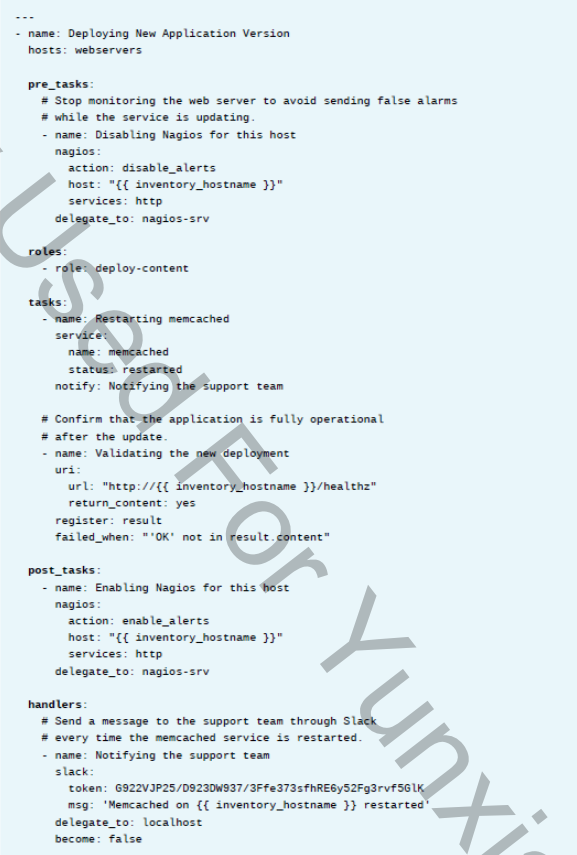 ---
- name: Deploying New Application Version
  hosts: webservers

  pre_tasks:
    # Stop monitoring the web server to avoid sending false alarms
    # while the service is updating.
    - name: Disabling Nagios for this host
      nagios:
        action: disable_alerts
        host: "{{ inventory_hostname }}"
        services: http
      delegate_to: nagios-srv

  roles:
    - role: deploy-content

  tasks:
    - name: Restarting memcached
      service:
        name: memcached
        status: restarted
      notify: Notifying the support team

    # Confirm that the application is fully operational
    # after the update.
    - name: Validating the new deployment
      uri:
        url: "http://{{ inventory_hostname }}/healthz"
        return_content: yes
      register: result
      failed_when: "'OK' not in result.content"

  post_tasks:
    - name: Enabling Nagios for this host
      nagios:
        action: enable_alerts
        host: "{{ inventory_hostname }}"
        services: http
      delegate_to: nagios-srv

  handlers:
    # Send a message to the support team through Slack
    # every time the memcached service is restarted.
    - name: Notifying the support team
      slack:
        token: G922VJP25/D923DW937/3Ffe373sfhRE6y52Fg3rvf5GlK
        msg: 'Memcached on {{ inventory_hostname }} restarted'
      delegate_to: localhost
      become: false
Used For Yunxi